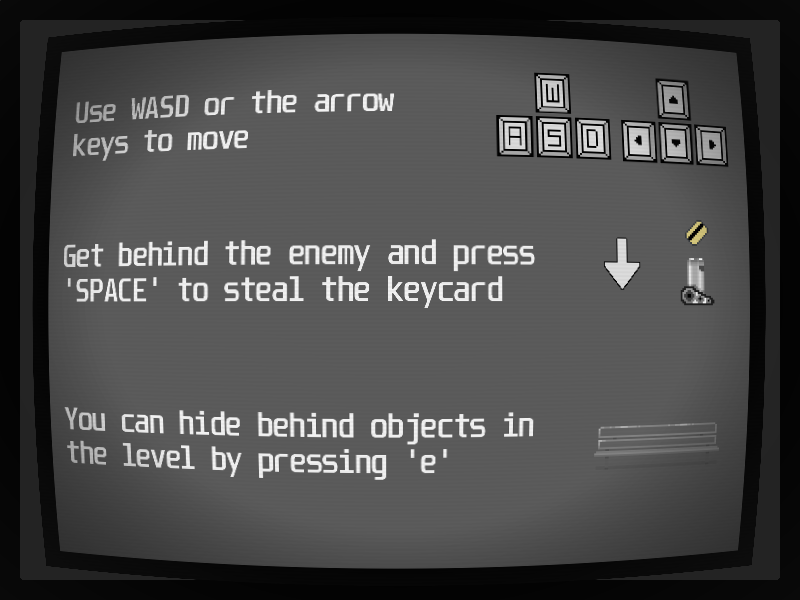 Use WASD or the arrow
keys to move
W
A S D
Get behind the enemy and press
'SPACE' to steal the keycard
You can hide behind objects in
the level by pressing 'e'